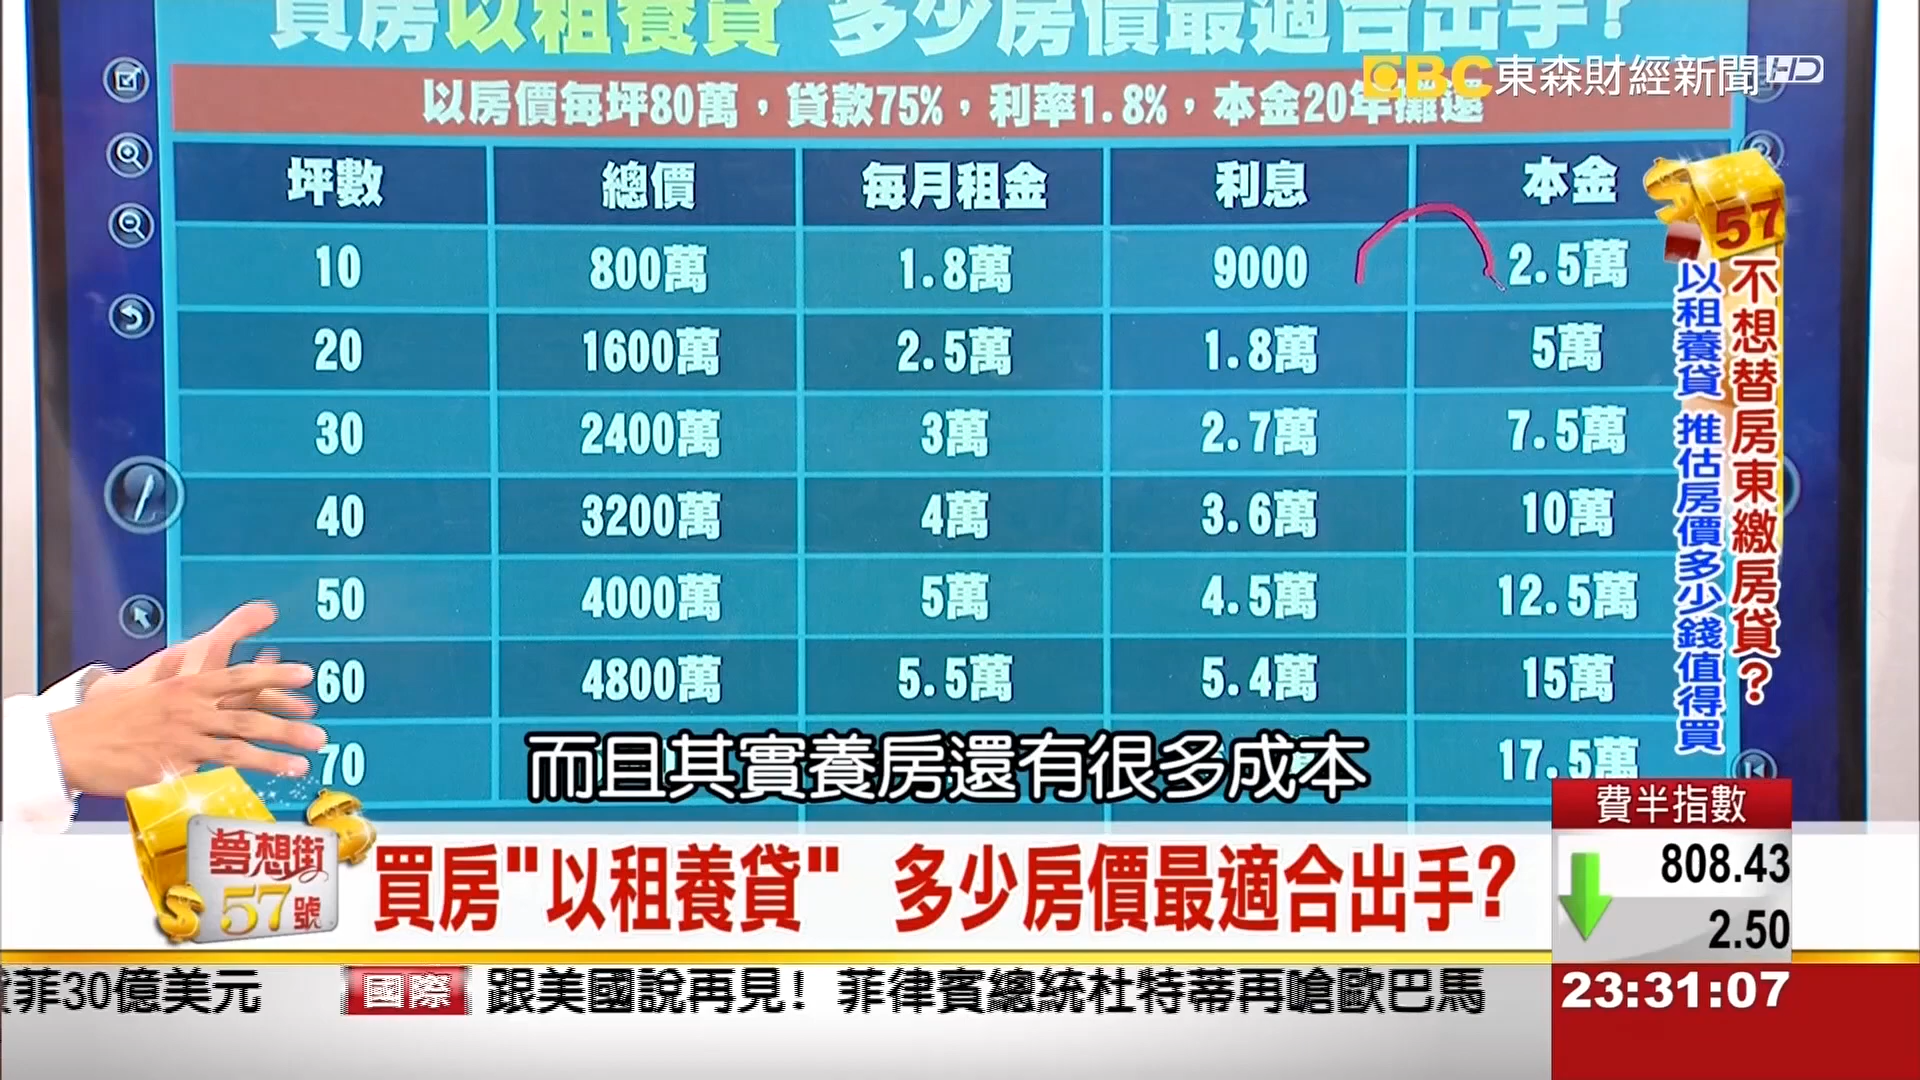 買房以租養貸 多少房價最適合出手?
EBC東森財經新聞HD
以房價每坪80萬，貸款75%，利率1.8%，本金20年攤還
坪數 總價 每月租金 利息 本金
10 800萬 1.8萬 9000 2.5萬
20 1600萬 2.5萬 1.8萬 5萬
30 2400萬 3萬 2.7萬 7.5萬
40 3200萬 4萬 3.6萬 10萬
50 4000萬 5萬 4.5萬 12.5萬
60 4800萬 5.5萬 5.4萬 15萬
70 17.5萬
57
不想替房東繳房貸?
以租養貸 推估房價多少錢值得買
而且其實養房還有很多成本
夢想街
57號
買房"以租養貸" 多少房價最適合出手?
費半指數
808.43
2.50
菲30億美元 國際 跟美國說再見! 菲律賓總統杜特蒂再嗆歐巴馬
23:31:07